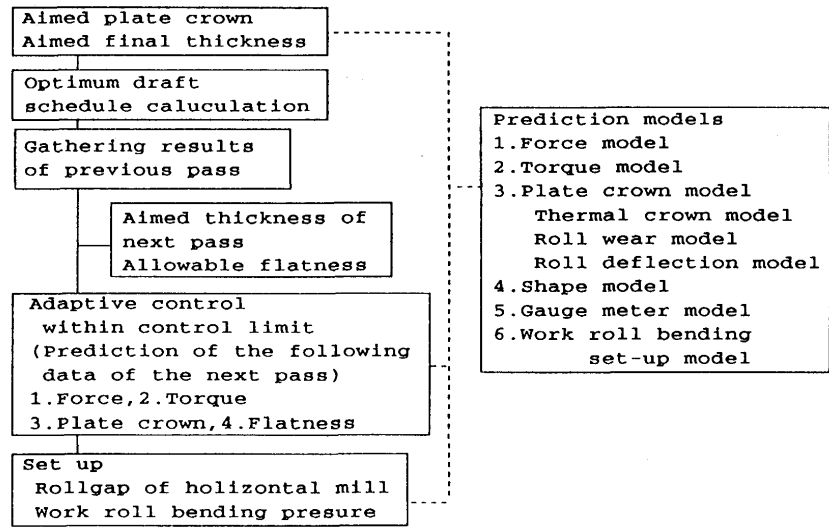 Aimed plate crown
Aimed final thickness
Optimum draft
schedule caluculation
Gathering results
of previous pass
Aimed thickness of
next pass
Allowable flatness
Adaptive control
within control limit
(Prediction of the following
data of the next pass)
1.Force,2.Torque
3.Plate crown,4.Flatness
Set up
Rollgap of holizontal mill
Work roll bending presure
Prediction models
1.Force model
2.Torque model
3.Plate crown model
Thermal crown model
Roll wear model
Roll deflection model
4.Shape model
5.Gauge meter model
6.Work roll bending
set-up model